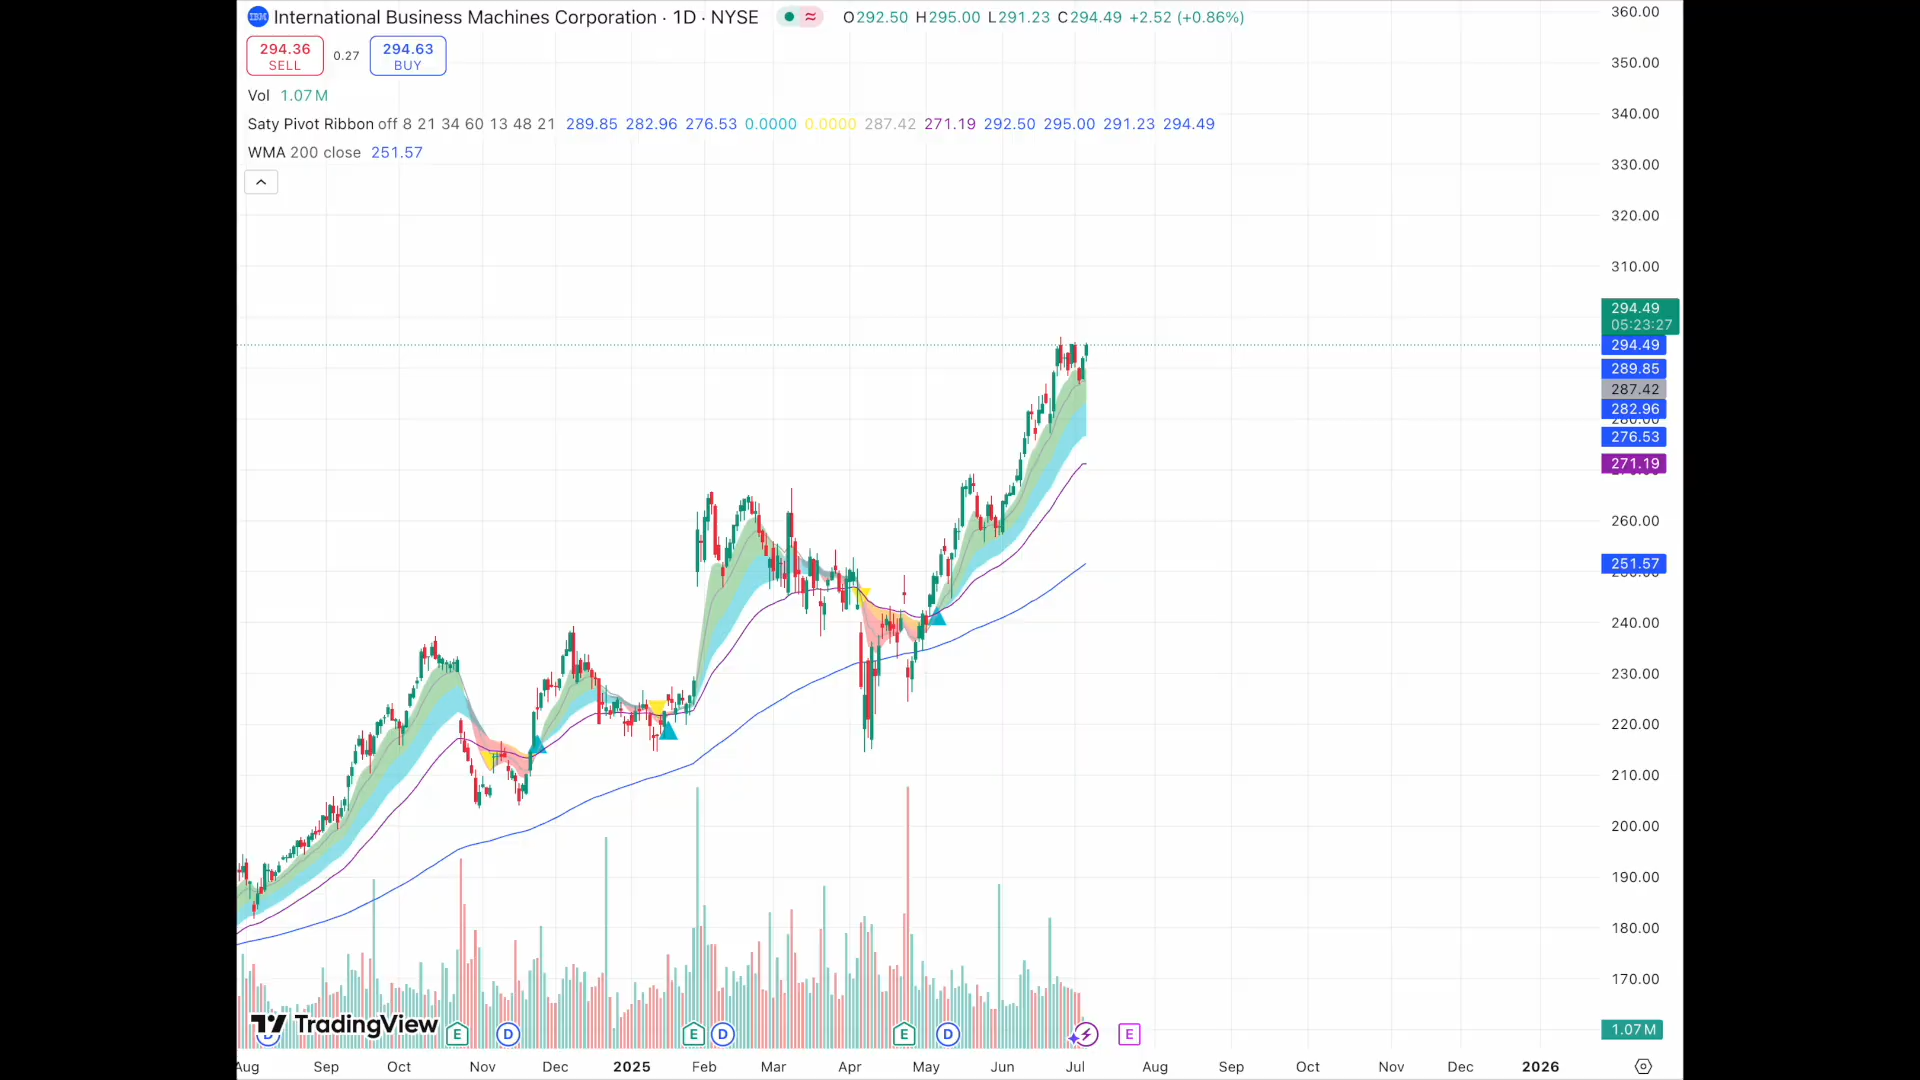 IBM International Business Machines Corporation · 1D · NYSE ≈ O292.50 H295.00 L291.23 C294.49 +2.52 (+0.86%)
294.36 0.27 294.63
SELL BUY
Vol 1.07M
Saty Pivot Ribbon off 8 21 34 60 13 48 21 289.85 282.96 276.53 0.0000 0.0000 287.42 271.19 292.50 295.00 291.23 294.49
WMA 200 close 251.57
360.00
350.00
340.00
330.00
320.00
310.00
294.49
05:23:27
294.49
289.85
287.42
282.96
276.53
271.19
260.00
251.57
240.00
230.00
220.00
210.00
200.00
190.00
180.00
170.00
1.07M
TradingView
D E D E D E D E
Aug Sep Oct Nov Dec 2025 Feb Mar Apr May Jun Jul Aug Sep Oct Nov Dec 2026